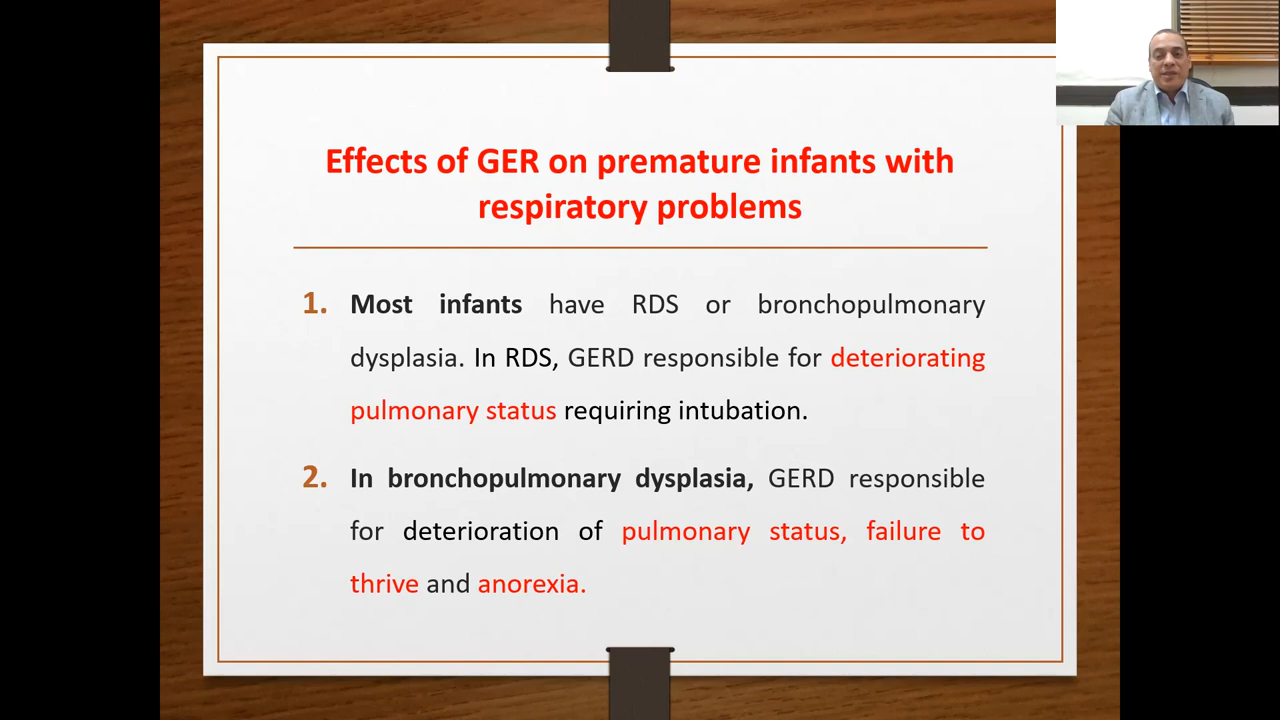 Effects of GER on premature infants with
respiratory problems
1. Most infants have RDS or bronchopulmonary
dysplasia. In RDS, GERD responsible for deteriorating
pulmonary status requiring intubation.
2. In bronchopulmonary dysplasia, GERD responsible
for deterioration of pulmonary status, failure to
thrive and anorexia.